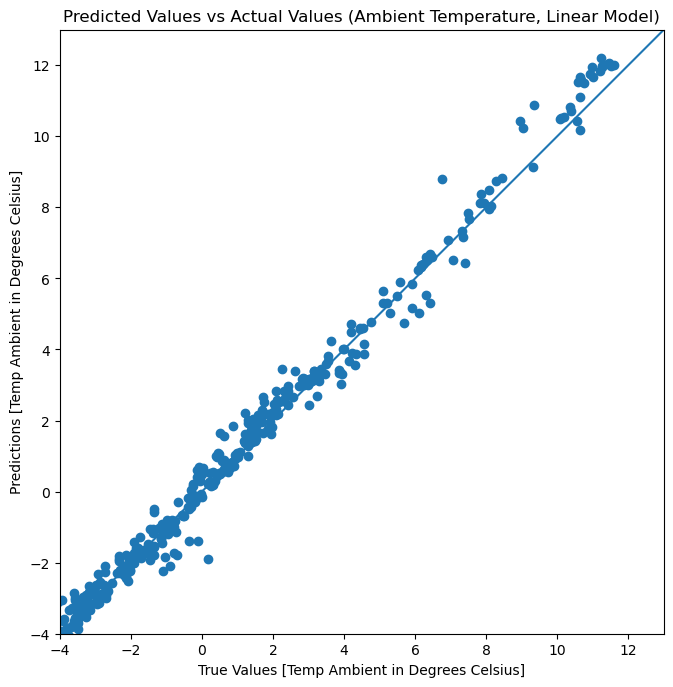 Predicted Values vs Actual Values (Ambient Temperature, Linear Model)
Predictions [Temp Ambient in Degrees Celsius]
12
10
8
6
4
2
0
−2
−4
−4 −2 0 2 4 6 8 10 12
True Values [Temp Ambient in Degrees Celsius]